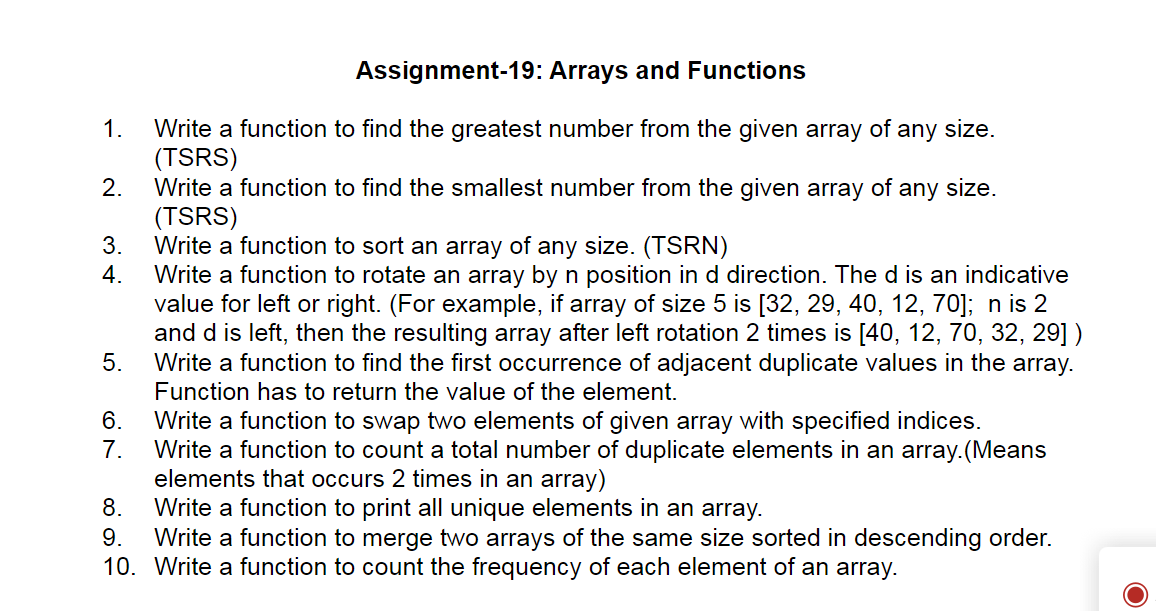 Assignment-19: Arrays and Functions
1. Write a function to find the greatest number from the given array of any size.
(TSRS)
2. Write a function to find the smallest number from the given array of any size.
(TSRS)
3. Write a function to sort an array of any size. (TSRN)
4. Write a function to rotate an array by n position in d direction. The d is an indicative
value for left or right. (For example, if array of size 5 is [32, 29, 40, 12, 70]; n is 2
and d is left, then the resulting array after left rotation 2 times is [40, 12, 70, 32, 29] )
5. Write a function to find the first occurrence of adjacent duplicate values in the array.
Function has to return the value of the element.
6. Write a function to swap two elements of given array with specified indices.
7. Write a function to count a total number of duplicate elements in an array.(Means
elements that occurs 2 times in an array)
8. Write a function to print all unique elements in an array.
9. Write a function to merge two arrays of the same size sorted in descending order.
10. Write a function to count the frequency of each element of an array.